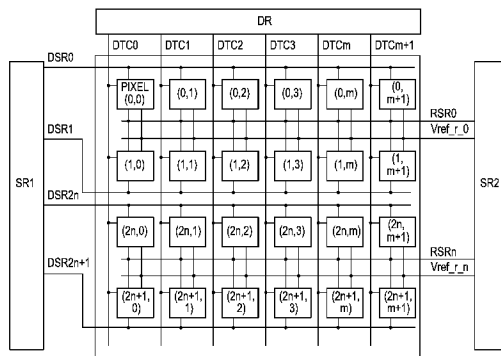 DR
DTC0 DTC1 DTC2 DTC3 DTCm DTCm+1
DSR0
PIXEL
(0,0) (0,1) (0,2) (0,3) (0,m) (0,
m+1)
RSR0
Vref_r_0
DSR1
(1,0) (1,1) (1,2) (1,3) (1,m) (1,
m+1)
SR1
SR2
DSR2n
(2n,0) (2n,1) (2n,2) (2n,3) (2n,m) (2n,
m+1)
RSRn
Vref_r_n
DSR2n+1
(2n+1, (2n+1, (2n+1, (2n+1, (2n+1, (2n+1,
0) 1) 2) 3) m) m+1)